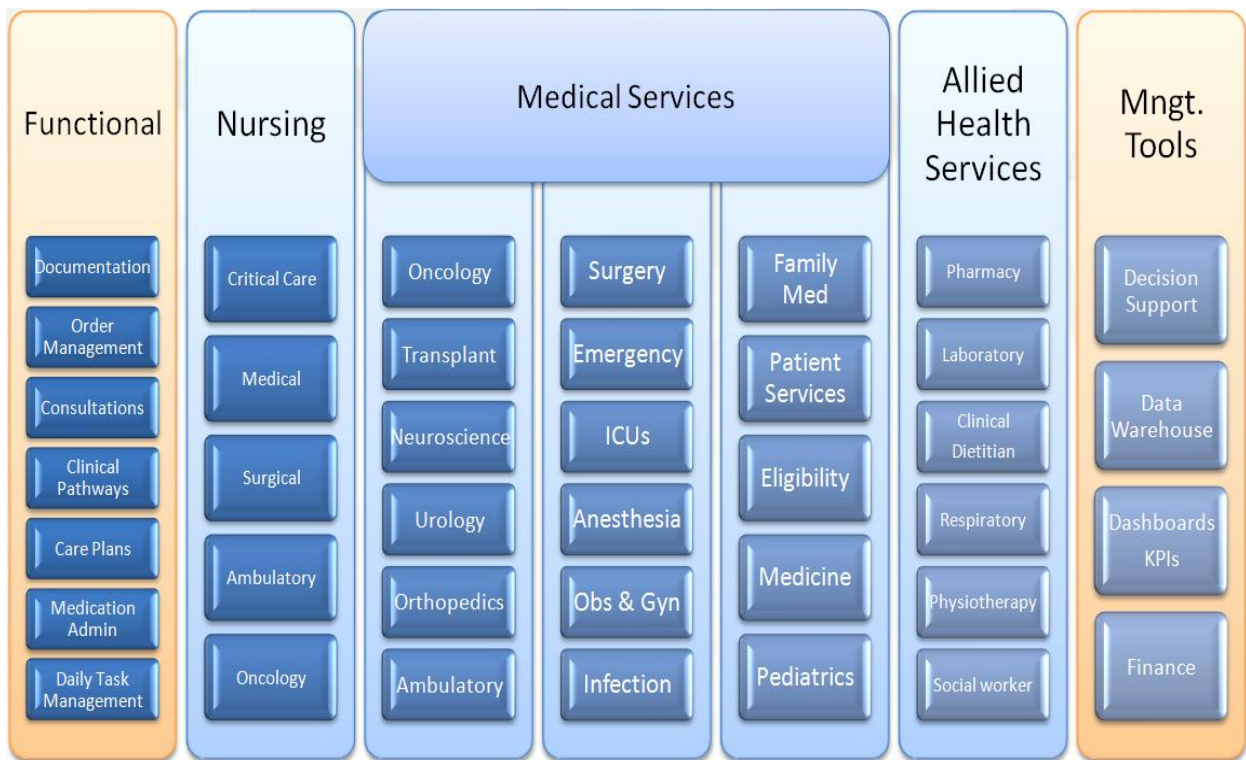 Functional
Documentation
Order
Management
Consultations
Clinical
Pathways
Care Plans
Medication
Admin
Daily Task
Management
Nursing
Critical Care
Medical
Surgical
Ambulatory
Oncology
Medical Services
Oncology
Transplant
Neuroscience
Urology
Orthopedics
Ambulatory
Surgery
Emergency
ICUs
Anesthesia
Obs & Gyn
Infection
Family
Med
Patient
Services
Eligibility
Medicine
Pediatrics
Allied
Health
Services
Pharmacy
Laboratory
Clinical
Dietitian
Respiratory
Physiotherapy
Social worker
Mngt.
Tools
Decision
Support
Data
Warehouse
Dashboards
KPIs
Finance